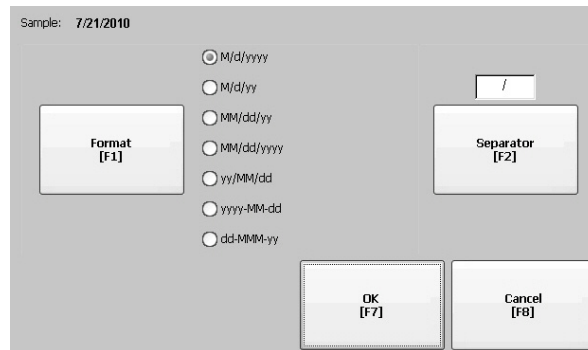 Sample: 7/21/2010
M/d/yyyy
M/d/yy
MM/dd/yy
MM/dd/yyyy
yy/MM/dd
yyyy-MM-dd
dd-MMM-yy
Format
[F1]
/
Separator
[F2]
OK
[F7]
Cancel
[F8]